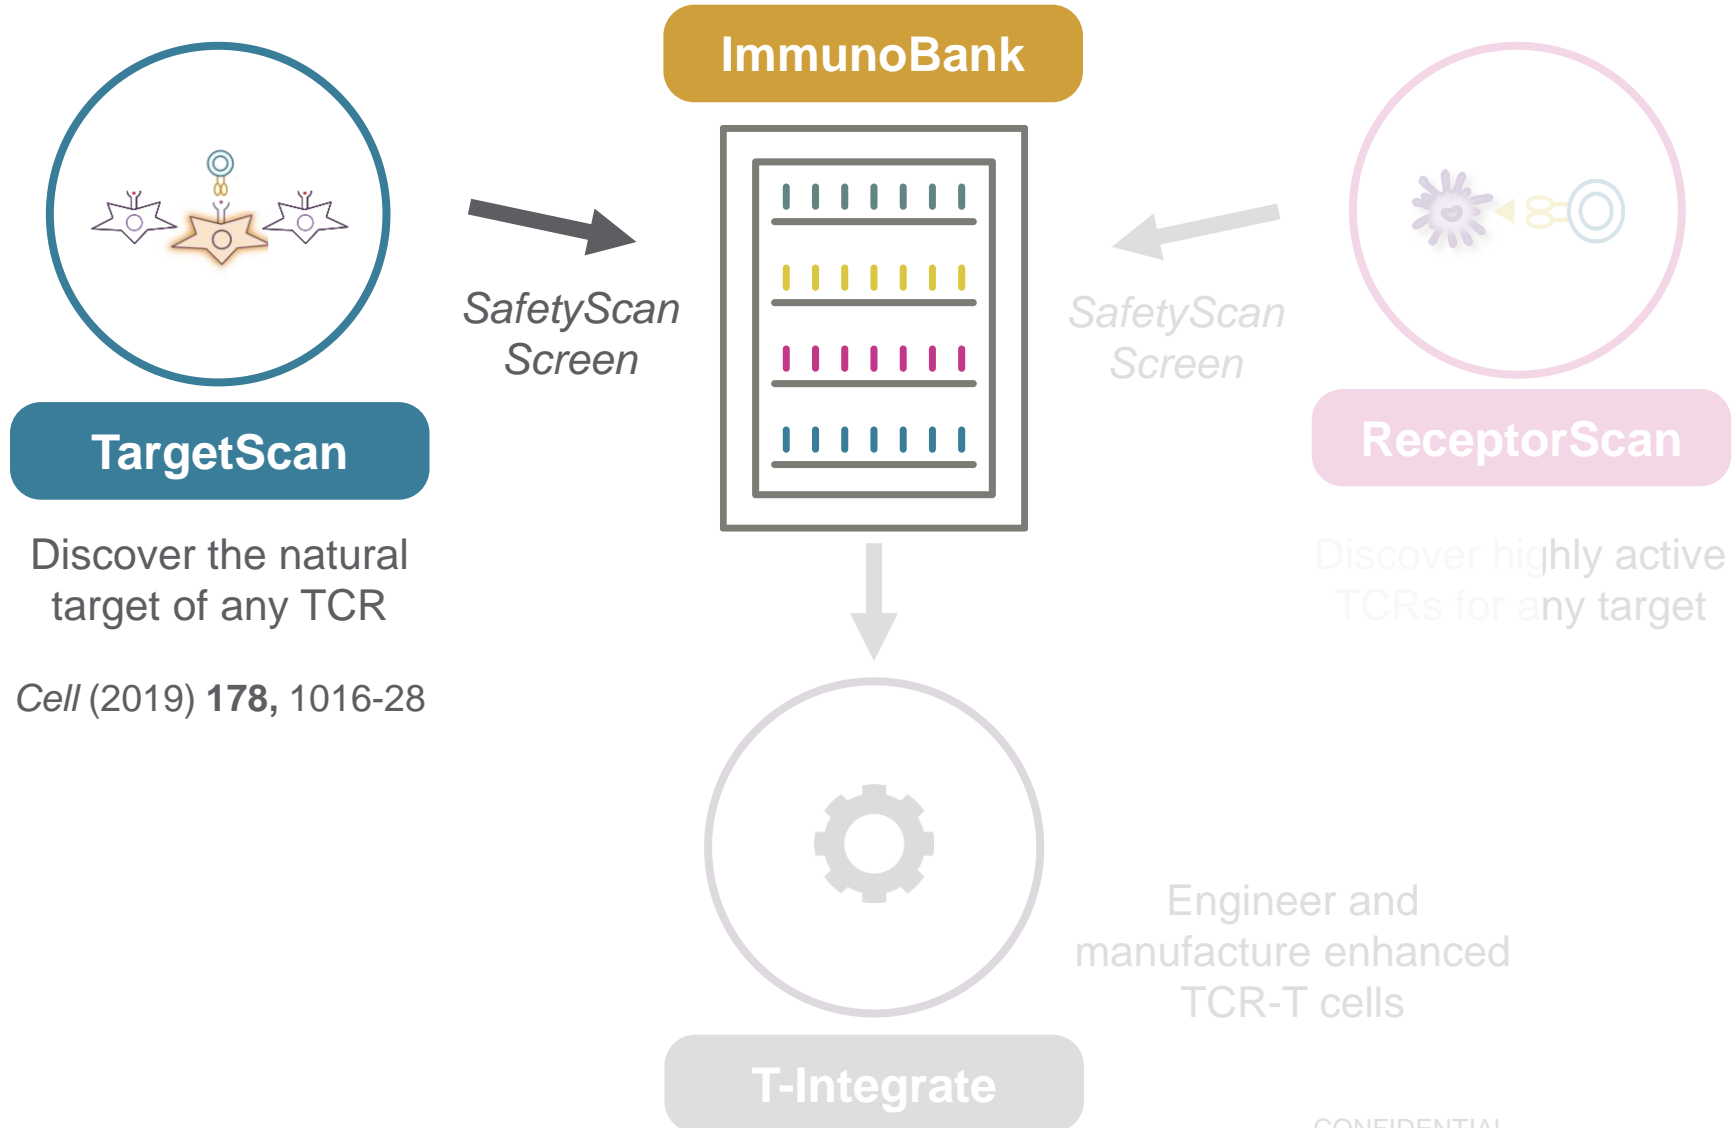 ImmunoBank
SafetyScan
Screen
SafetyScan
Screen
TargetScan
ReceptorScan
Discover the natural
target of any TCR
Discover highly active
TCRs for any target
Cell (2019) 178, 1016-28
Engineer and
manufacture enhanced
TCR-T cells
T-Integrate
CONFIDENTIAL